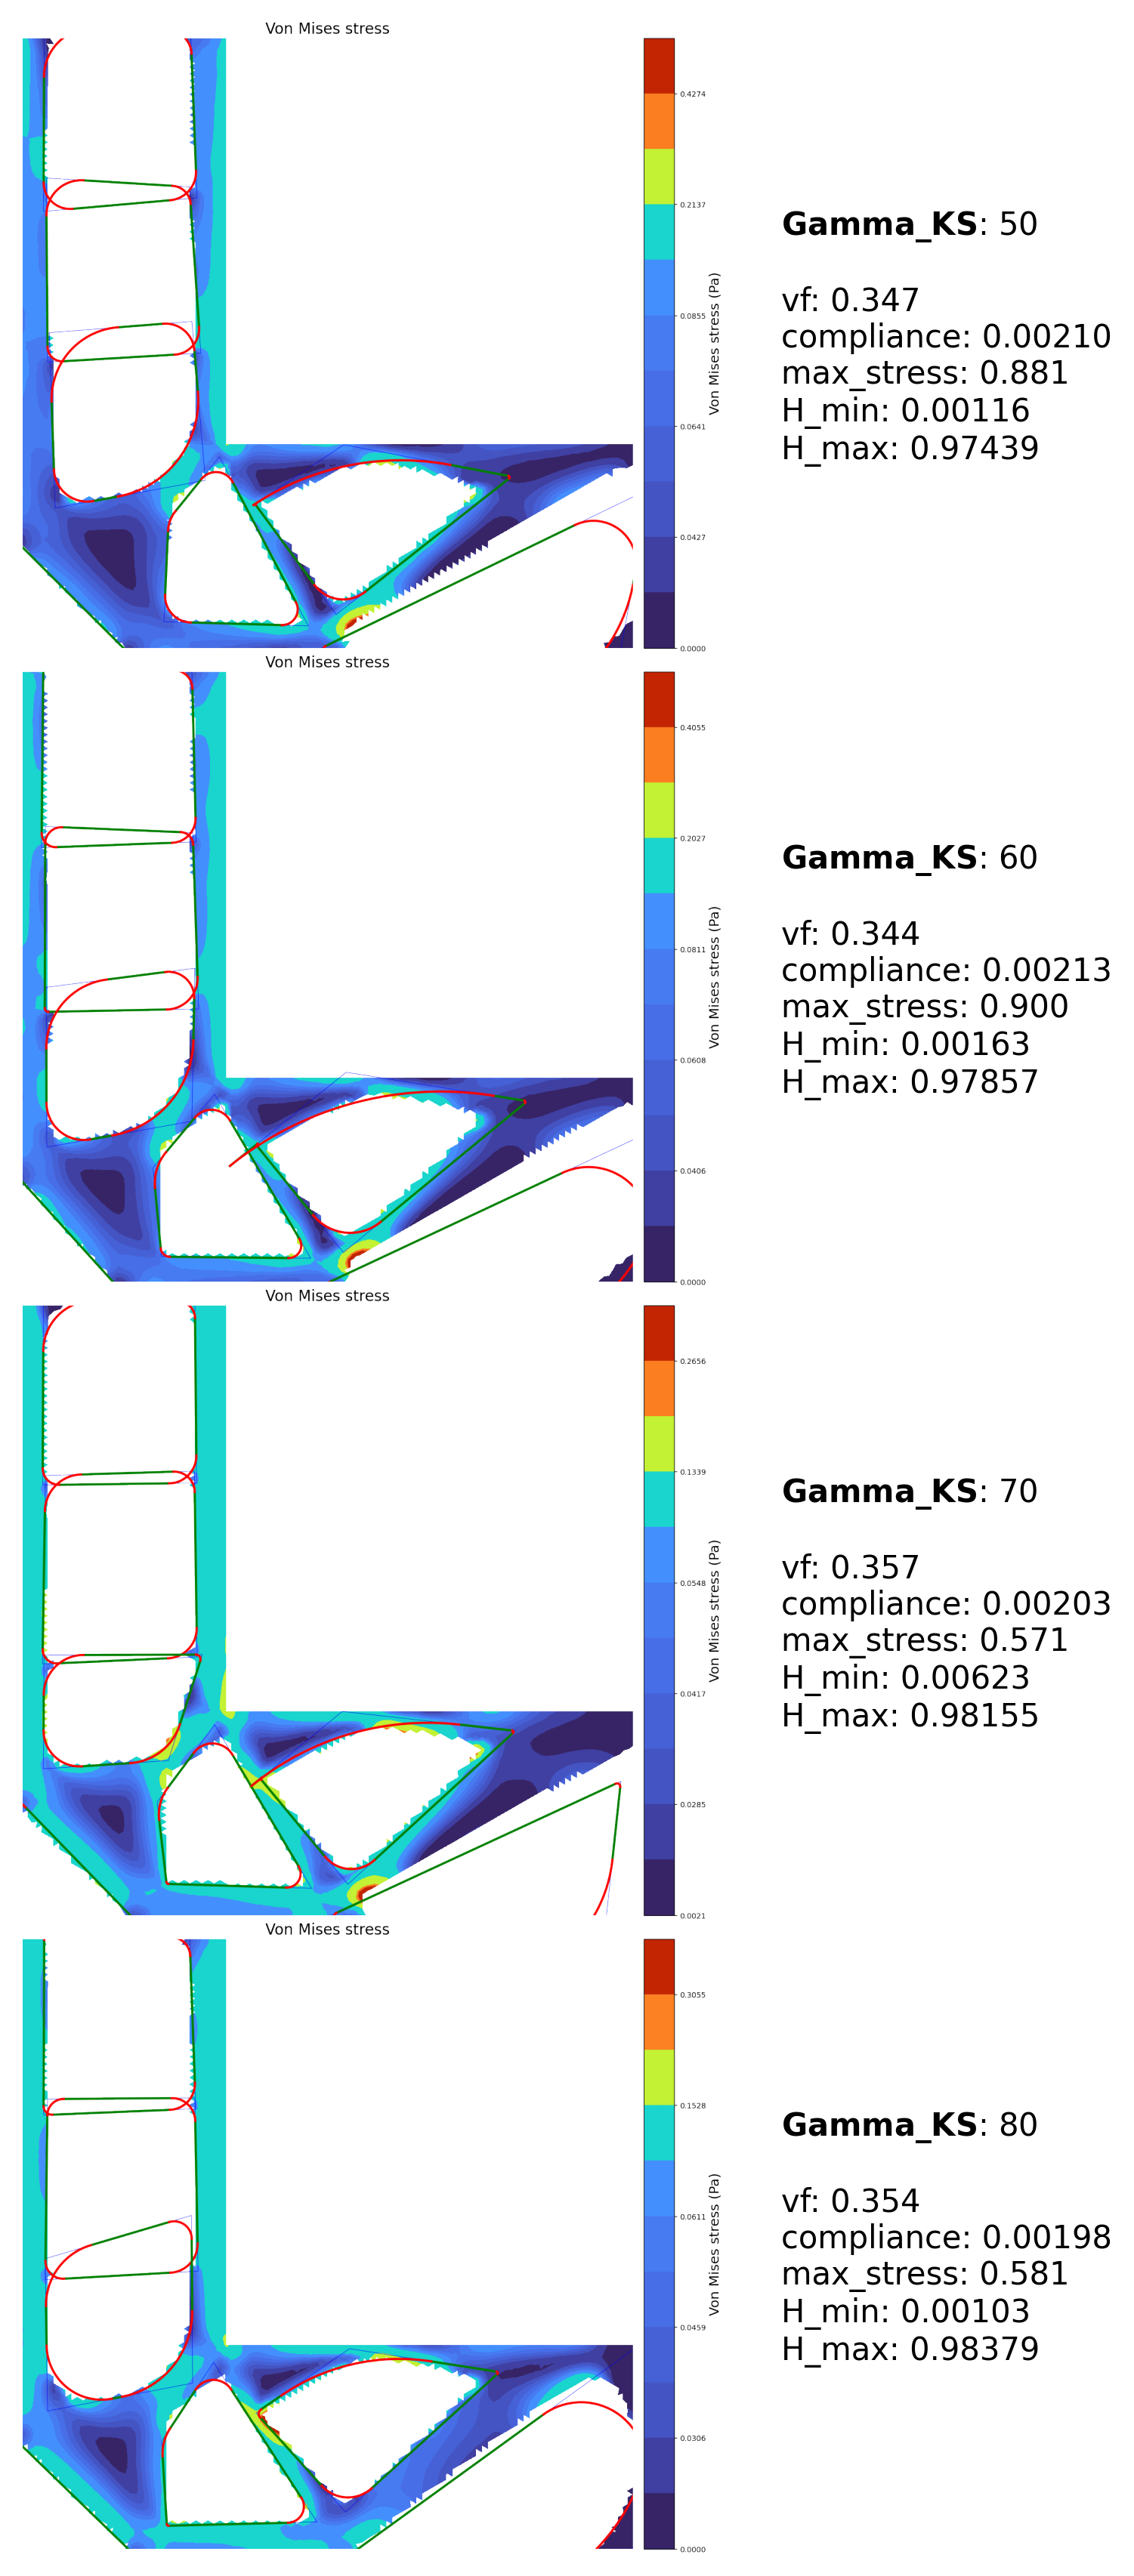 Von Mises stress
0.4274
0.2137
0.0855
0.0641
0.0427
0.0000
Von Mises stress (Pa)
Gamma_KS: 50
vf: 0.347
compliance: 0.00210
max_stress: 0.881
H_min: 0.00116
H_max: 0.97439
Von Mises stress
0.4055
0.2027
0.0811
0.0608
0.0406
0.0000
Von Mises stress (Pa)
Gamma_KS: 60
vf: 0.344
compliance: 0.00213
max_stress: 0.900
H_min: 0.00163
H_max: 0.97857
Von Mises stress
0.2656
0.1339
0.0548
0.0417
0.0285
0.0021
Von Mises stress (Pa)
Gamma_KS: 70
vf: 0.357
compliance: 0.00203
max_stress: 0.571
H_min: 0.00623
H_max: 0.98155
Von Mises stress
0.3055
0.1528
0.0611
0.0459
0.0306
0.0000
Von Mises stress (Pa)
Gamma_KS: 80
vf: 0.354
compliance: 0.00198
max_stress: 0.581
H_min: 0.00103
H_max: 0.98379